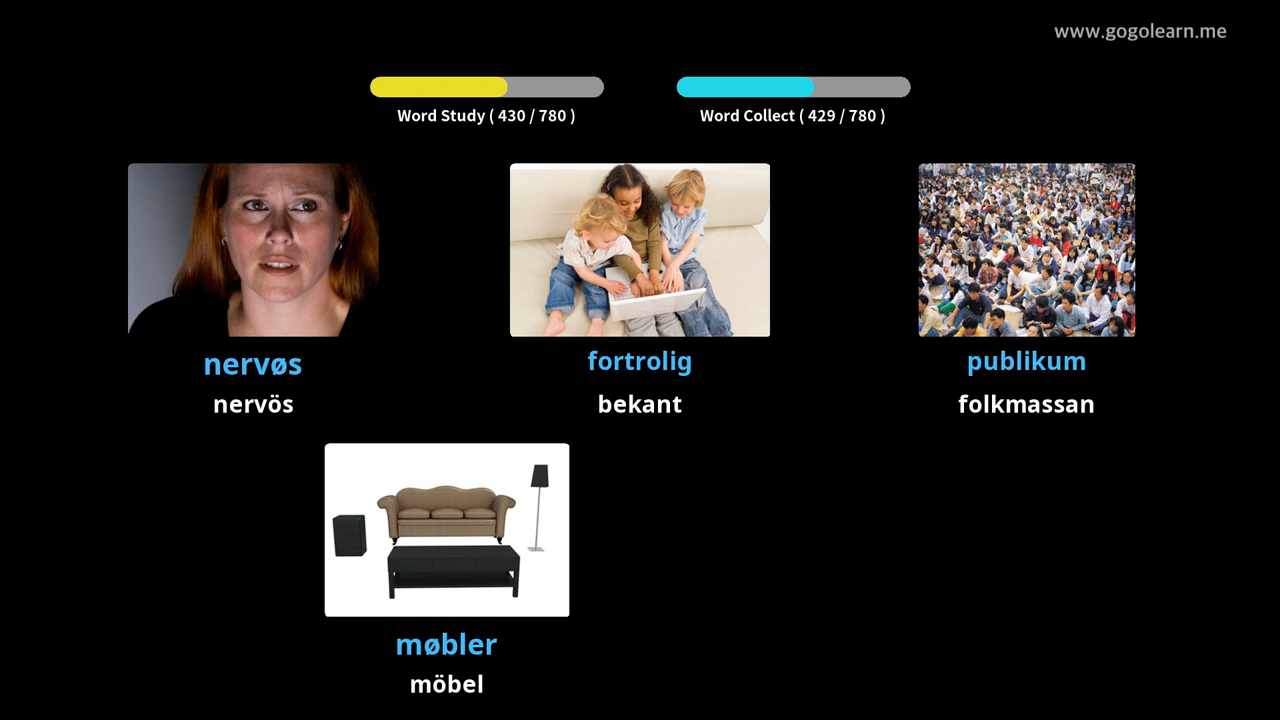 www.gogolearn.me
Word Study ( 430 / 780 )
Word Collect ( 429 / 780 )
nervøs
nervös
fortrolig
bekant
publikum
folkmassan
møbler
möbel